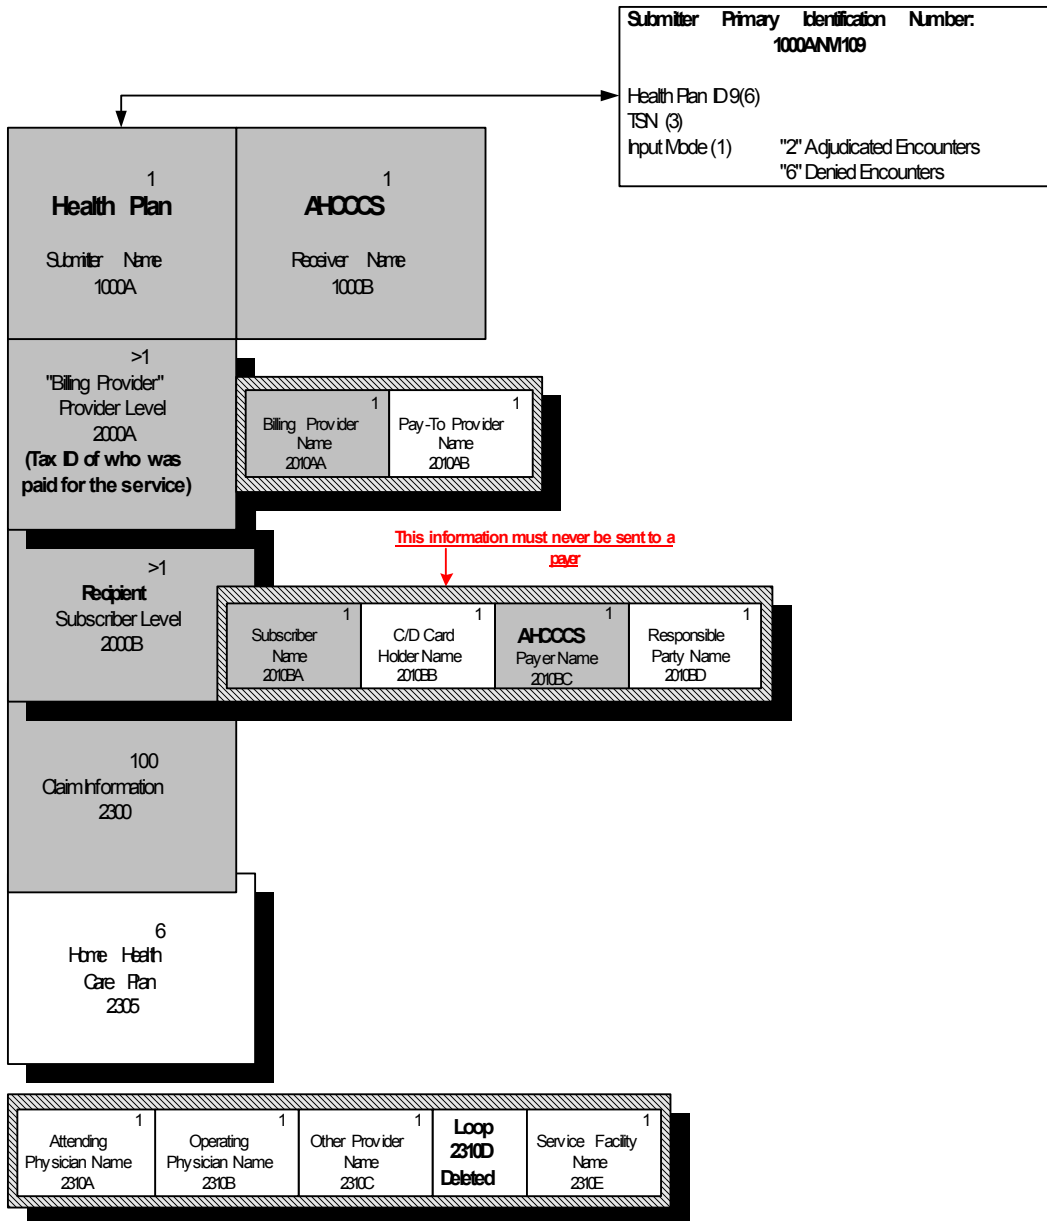 Submitter Primary Identification Number:
1000A/NM109
Health Plan ID 9(6)
TSN (3)
Input Mode (1) "2" Adjudicated Encounters
"6" Denied Encounters
1
Health Plan
Submitter Name
1000A
1
AHCCCS
Receiver Name
1000B
>1
"Billing Provider"
Provider Level
2000A
(Tax ID of who was
paid for the service)
1
Billing Provider
Name
2010AA
1
Pay-To Provider
Name
2010AB
This information must never be sent to a
payer
>1
Recipient
Subscriber Level
2000B
1
Subscriber
Name
2010BA
1
C/D Card
Holder Name
2010BB
1
AHCCCS
Payer Name
2010BC
1
Responsible
Party Name
2010BD
100
Claim Information
2300
6
Home Health
Care Plan
2305
1
Attending
Physician Name
2310A
1
Operating
Physician Name
2310B
1
Other Provider
Name
2310C
Loop
2310D
Deleted
1
Service Facility
Name
2310E